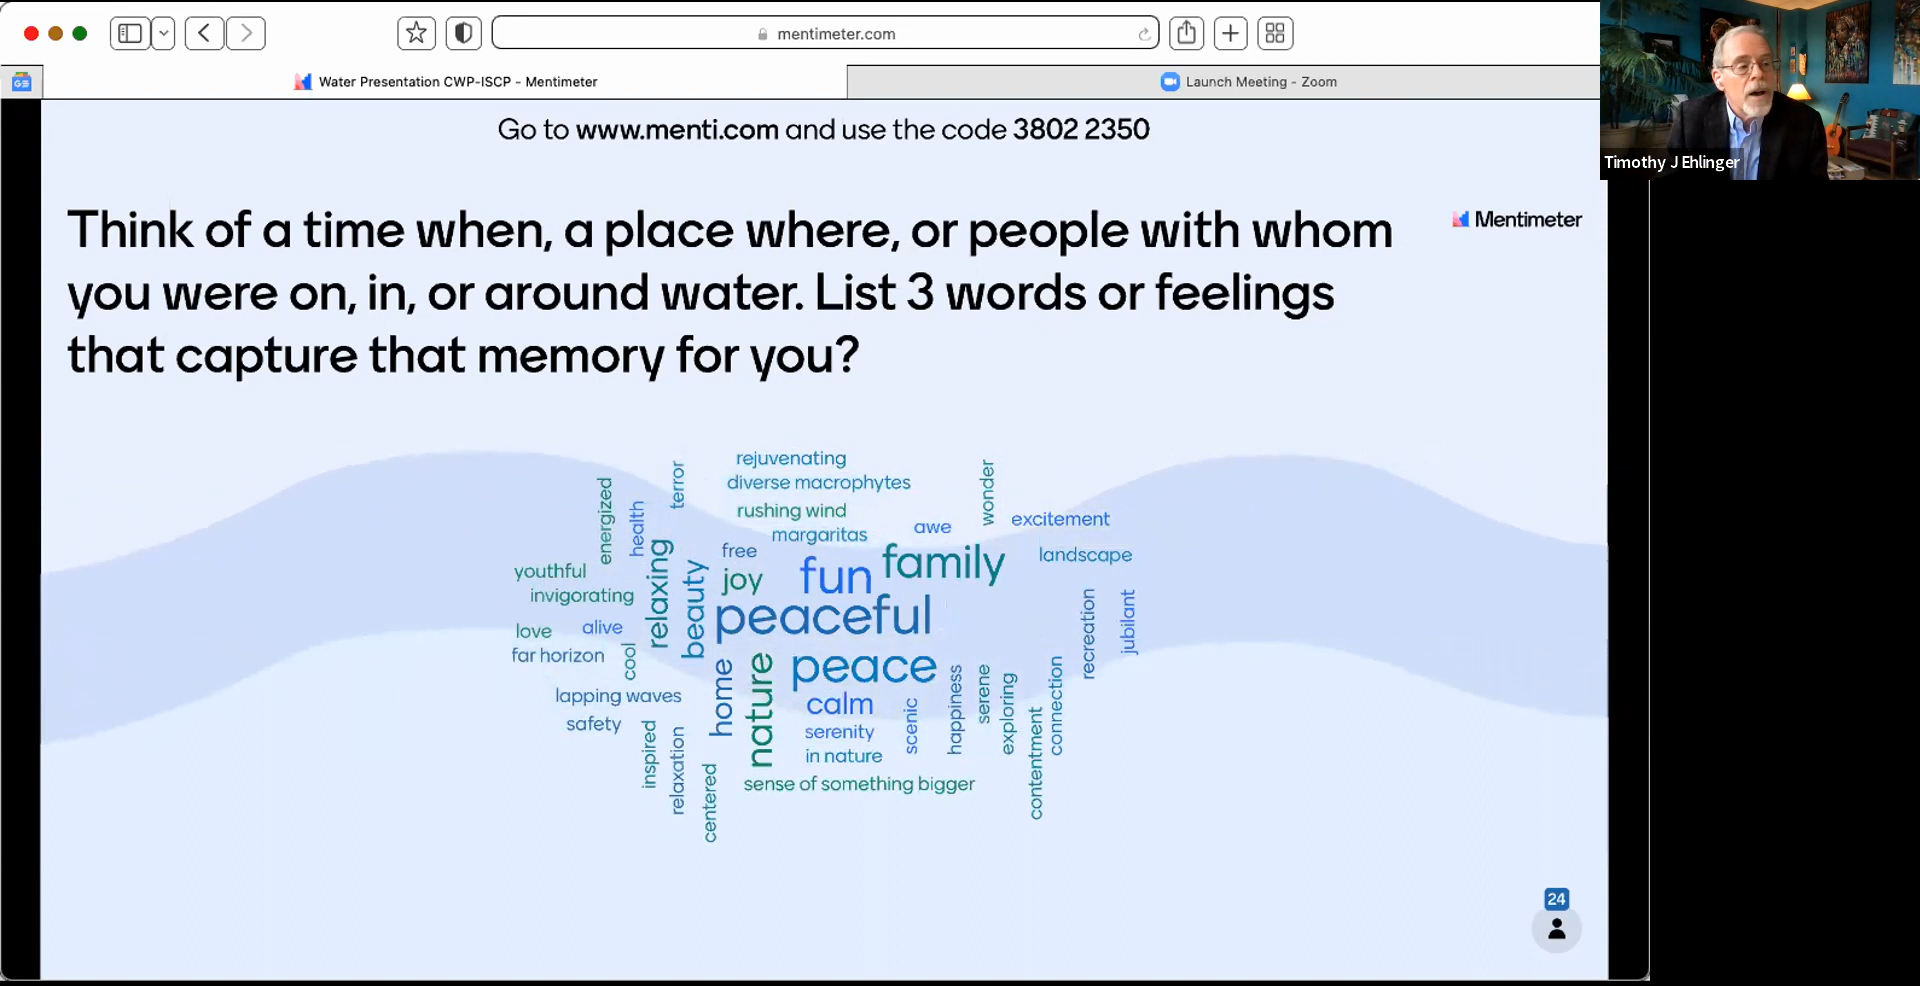 mentimeter.com
Water Presentation CWP-ISCP - Mentimeter
Launch Meeting - Zoom
Timothy J Ehlinger
Go to www.menti.com and use the code 3802 2350
Mentimeter
Think of a time when, a place where, or people with whom
you were on, in, or around water. List 3 words or feelings
that capture that memory for you?
rejuvenating
terror
wonder
diverse macrophytes
energized
health
rushing wind
margaritas
awe
excitement
free
family
landscape
youthful
relaxing
beauty
joy
fun
invigorating
peaceful
recreation
jubilant
love
alive
far horizon
cool
peace
lapping waves
home
nature
calm
happiness
serene
exploring
connection
safety
serenity
scenic
inspired
relaxation
in nature
contentment
centered
sense of something bigger
24